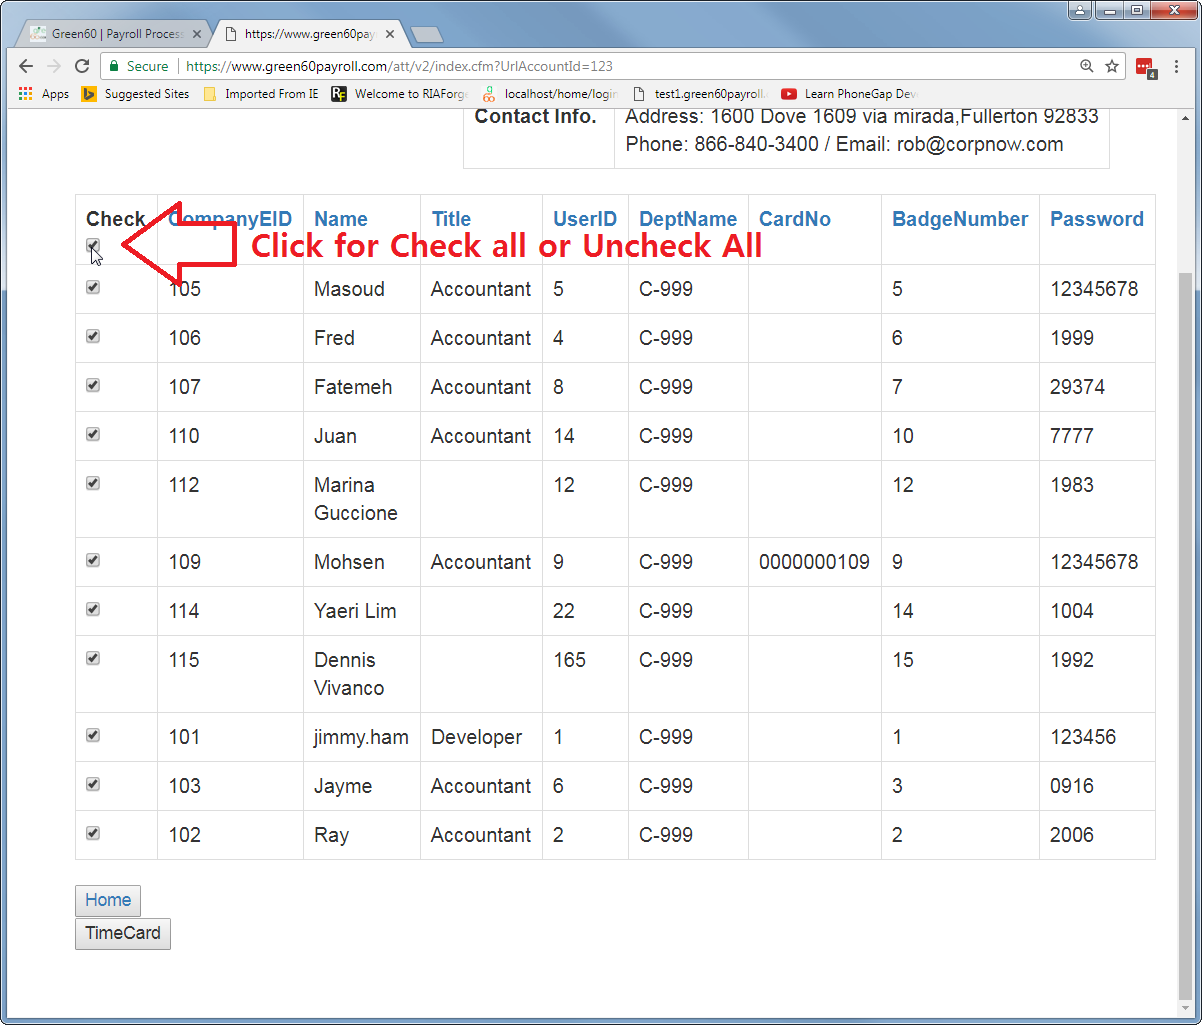 Green60 | Payroll Process
https://www.green60pay
Secure https://www.green60payroll.com/att/v2/index.cfm?UrlAccountId=123
4
Apps Suggested Sites Imported From IE RF Welcome to RIAForge localhost/home/login test1.green60payroll. Learn PhoneGap Dev
Contact Info. Address: 1600 Dove 1609 via mirada,Fullerton 92833
Phone: 866-840-3400 / Email: rob@corpnow.com
Check CompanyEID Name Title UserID DeptName CardNo BadgeNumber Password
Click for Check all or Uncheck All
105 Masoud Accountant 5 C-999 5 12345678
106 Fred Accountant 4 C-999 6 1999
107 Fatemeh Accountant 8 C-999 7 29374
110 Juan Accountant 14 C-999 10 7777
112 Marina 12 C-999 12 1983
Guccione
109 Mohsen Accountant 9 C-999 0000000109 9 12345678
114 Yaeri Lim 22 C-999 14 1004
115 Dennis 165 C-999 15 1992
Vivanco
101 jimmy.ham Developer 1 C-999 1 123456
103 Jayme Accountant 6 C-999 3 0916
102 Ray Accountant 2 C-999 2 2006
Home
TimeCard